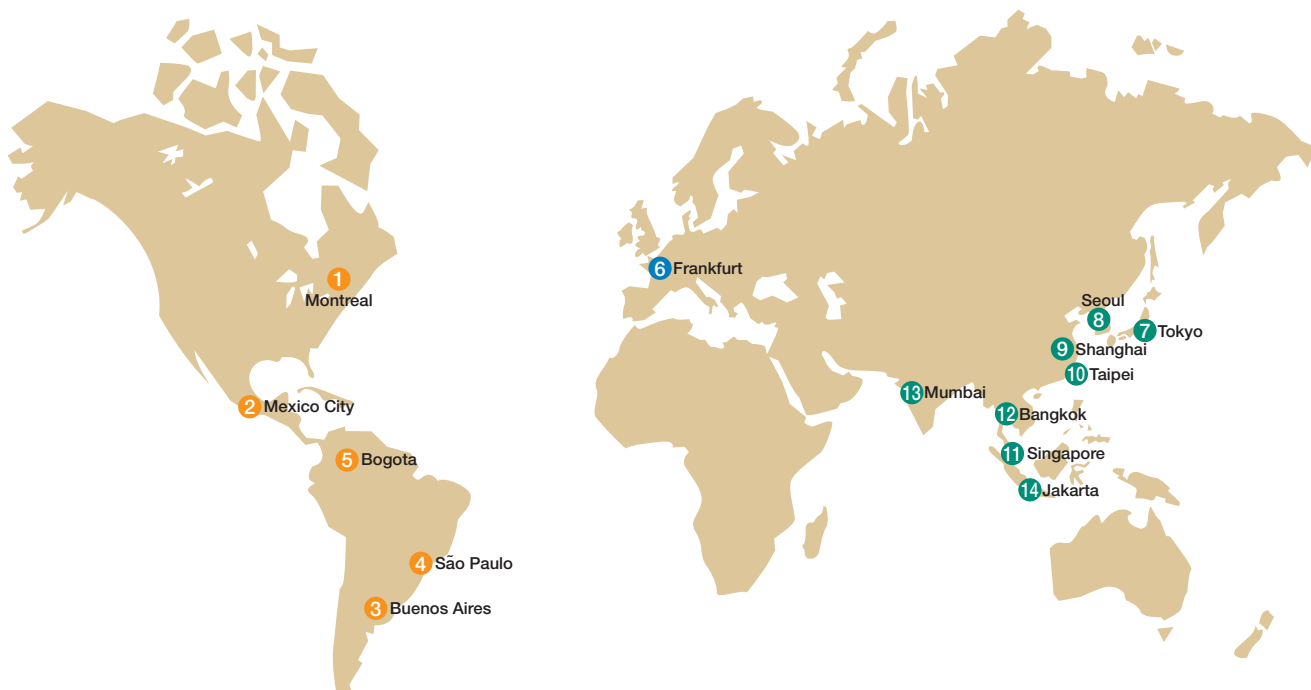 1
Montreal
2 Mexico City
5 Bogota
4 São Paulo
3 Buenos Aires
6 Frankfurt
Seoul
8
7 Tokyo
9 Shanghai
10 Taipei
13 Mumbai
12 Bangkok
11 Singapore
14 Jakarta